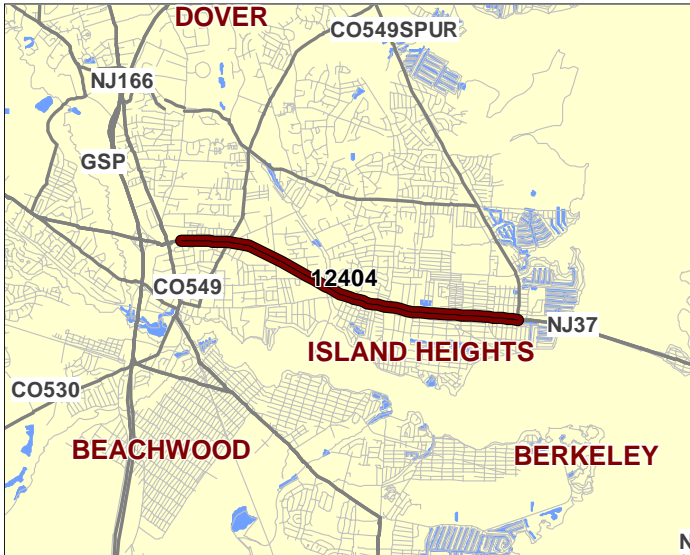 DOVER
CO549SPUR
NJ166
GSP
12404
CO549
NJ37
ISLAND HEIGHTS
CO530
BEACHWOOD
BERKELEY
N